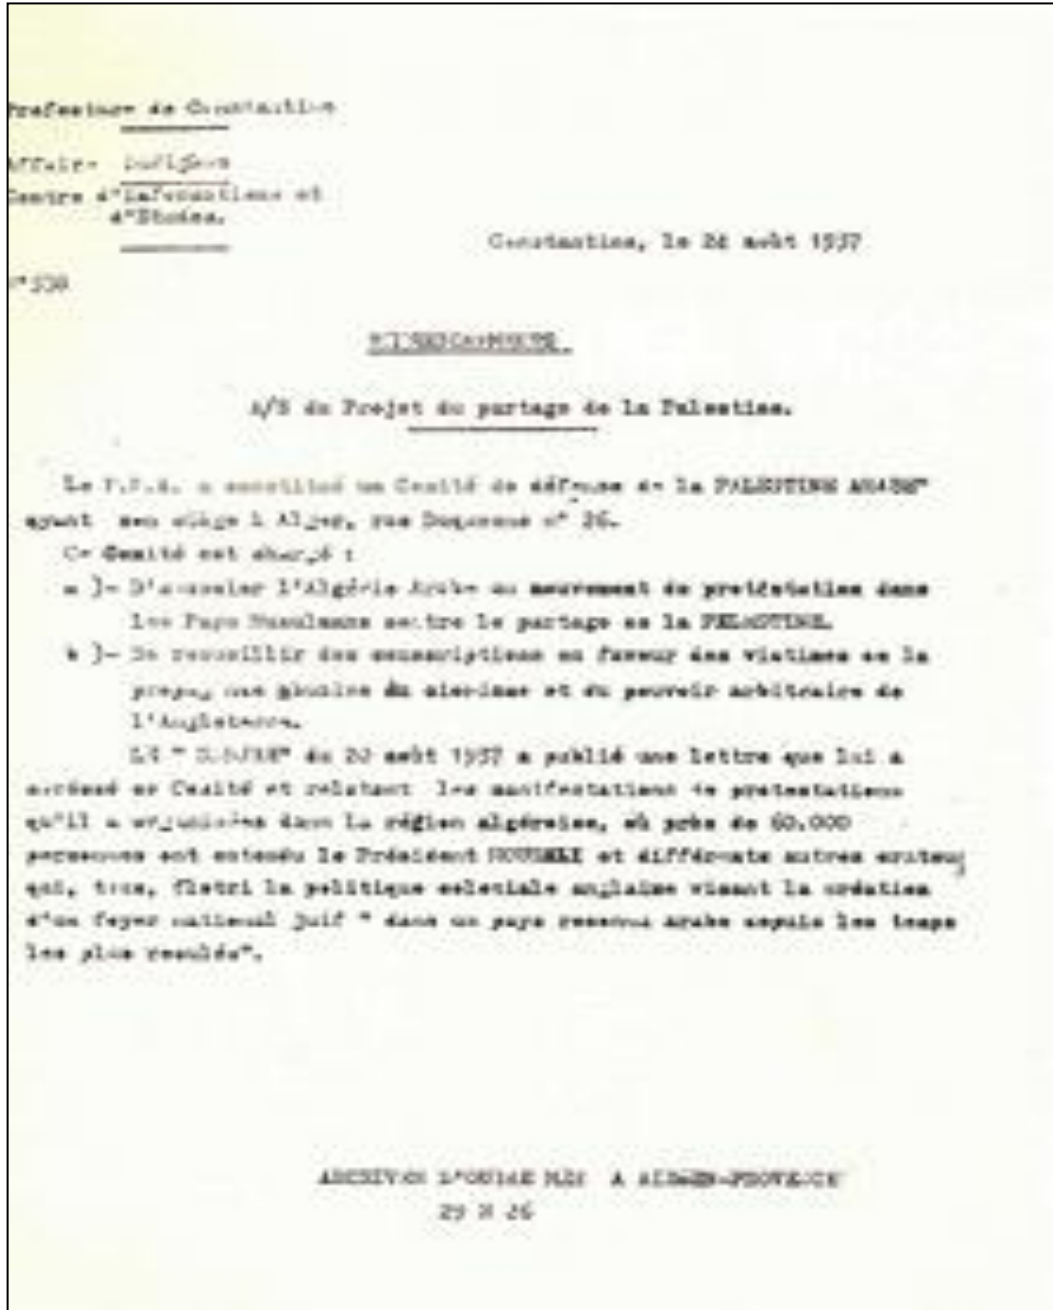 Prefecture de Constantine
Affaires Indigènes
Centre d'Informations et
d'Etudes.
Constantine, le août 1937
N°
A/S du Projet du partage de la Palestine.
Le P.P.A. a constitué un Comité de défense de la PALESTINE ARABE"
ayant son siège à Alger, rue Duquesne n° 26.
Ce Comité est chargé :
a )- D'associer l'Algérie Arabe au mouvement de protestation dans
les Pays Musulmans contre le partage de la PALESTINE.
b )- De recueillir des souscriptions en faveur des victimes de la
du sionisme et du pouvoir arbitraire de
l'Angleterre.
LE " " du août 1937 a publié une lettre que lui a
adressé ce Comité et relatant les manifestations de protestations
qu'il a organisées dans la région algéroise, où près de 60.000
personnes ont entendu le Président et différents autres orateurs
qui, tous, flétri la politique coloniale anglaise visant la création
d'un foyer national juif " dans un pays reconnu arabe depuis les temps
les plus reculés".
ARCHIVES D'OUTRE MER A AIX-EN-PROVENCE
29 H 26